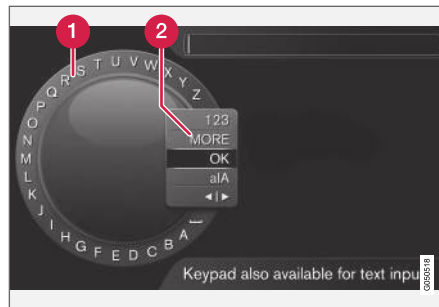 1
2
A B C D E F G H I J K L M N O P Q R S T U V W X Y Z
123
MORE
OK
a|A
◄|►
Keypad also available for text inpu
G050518